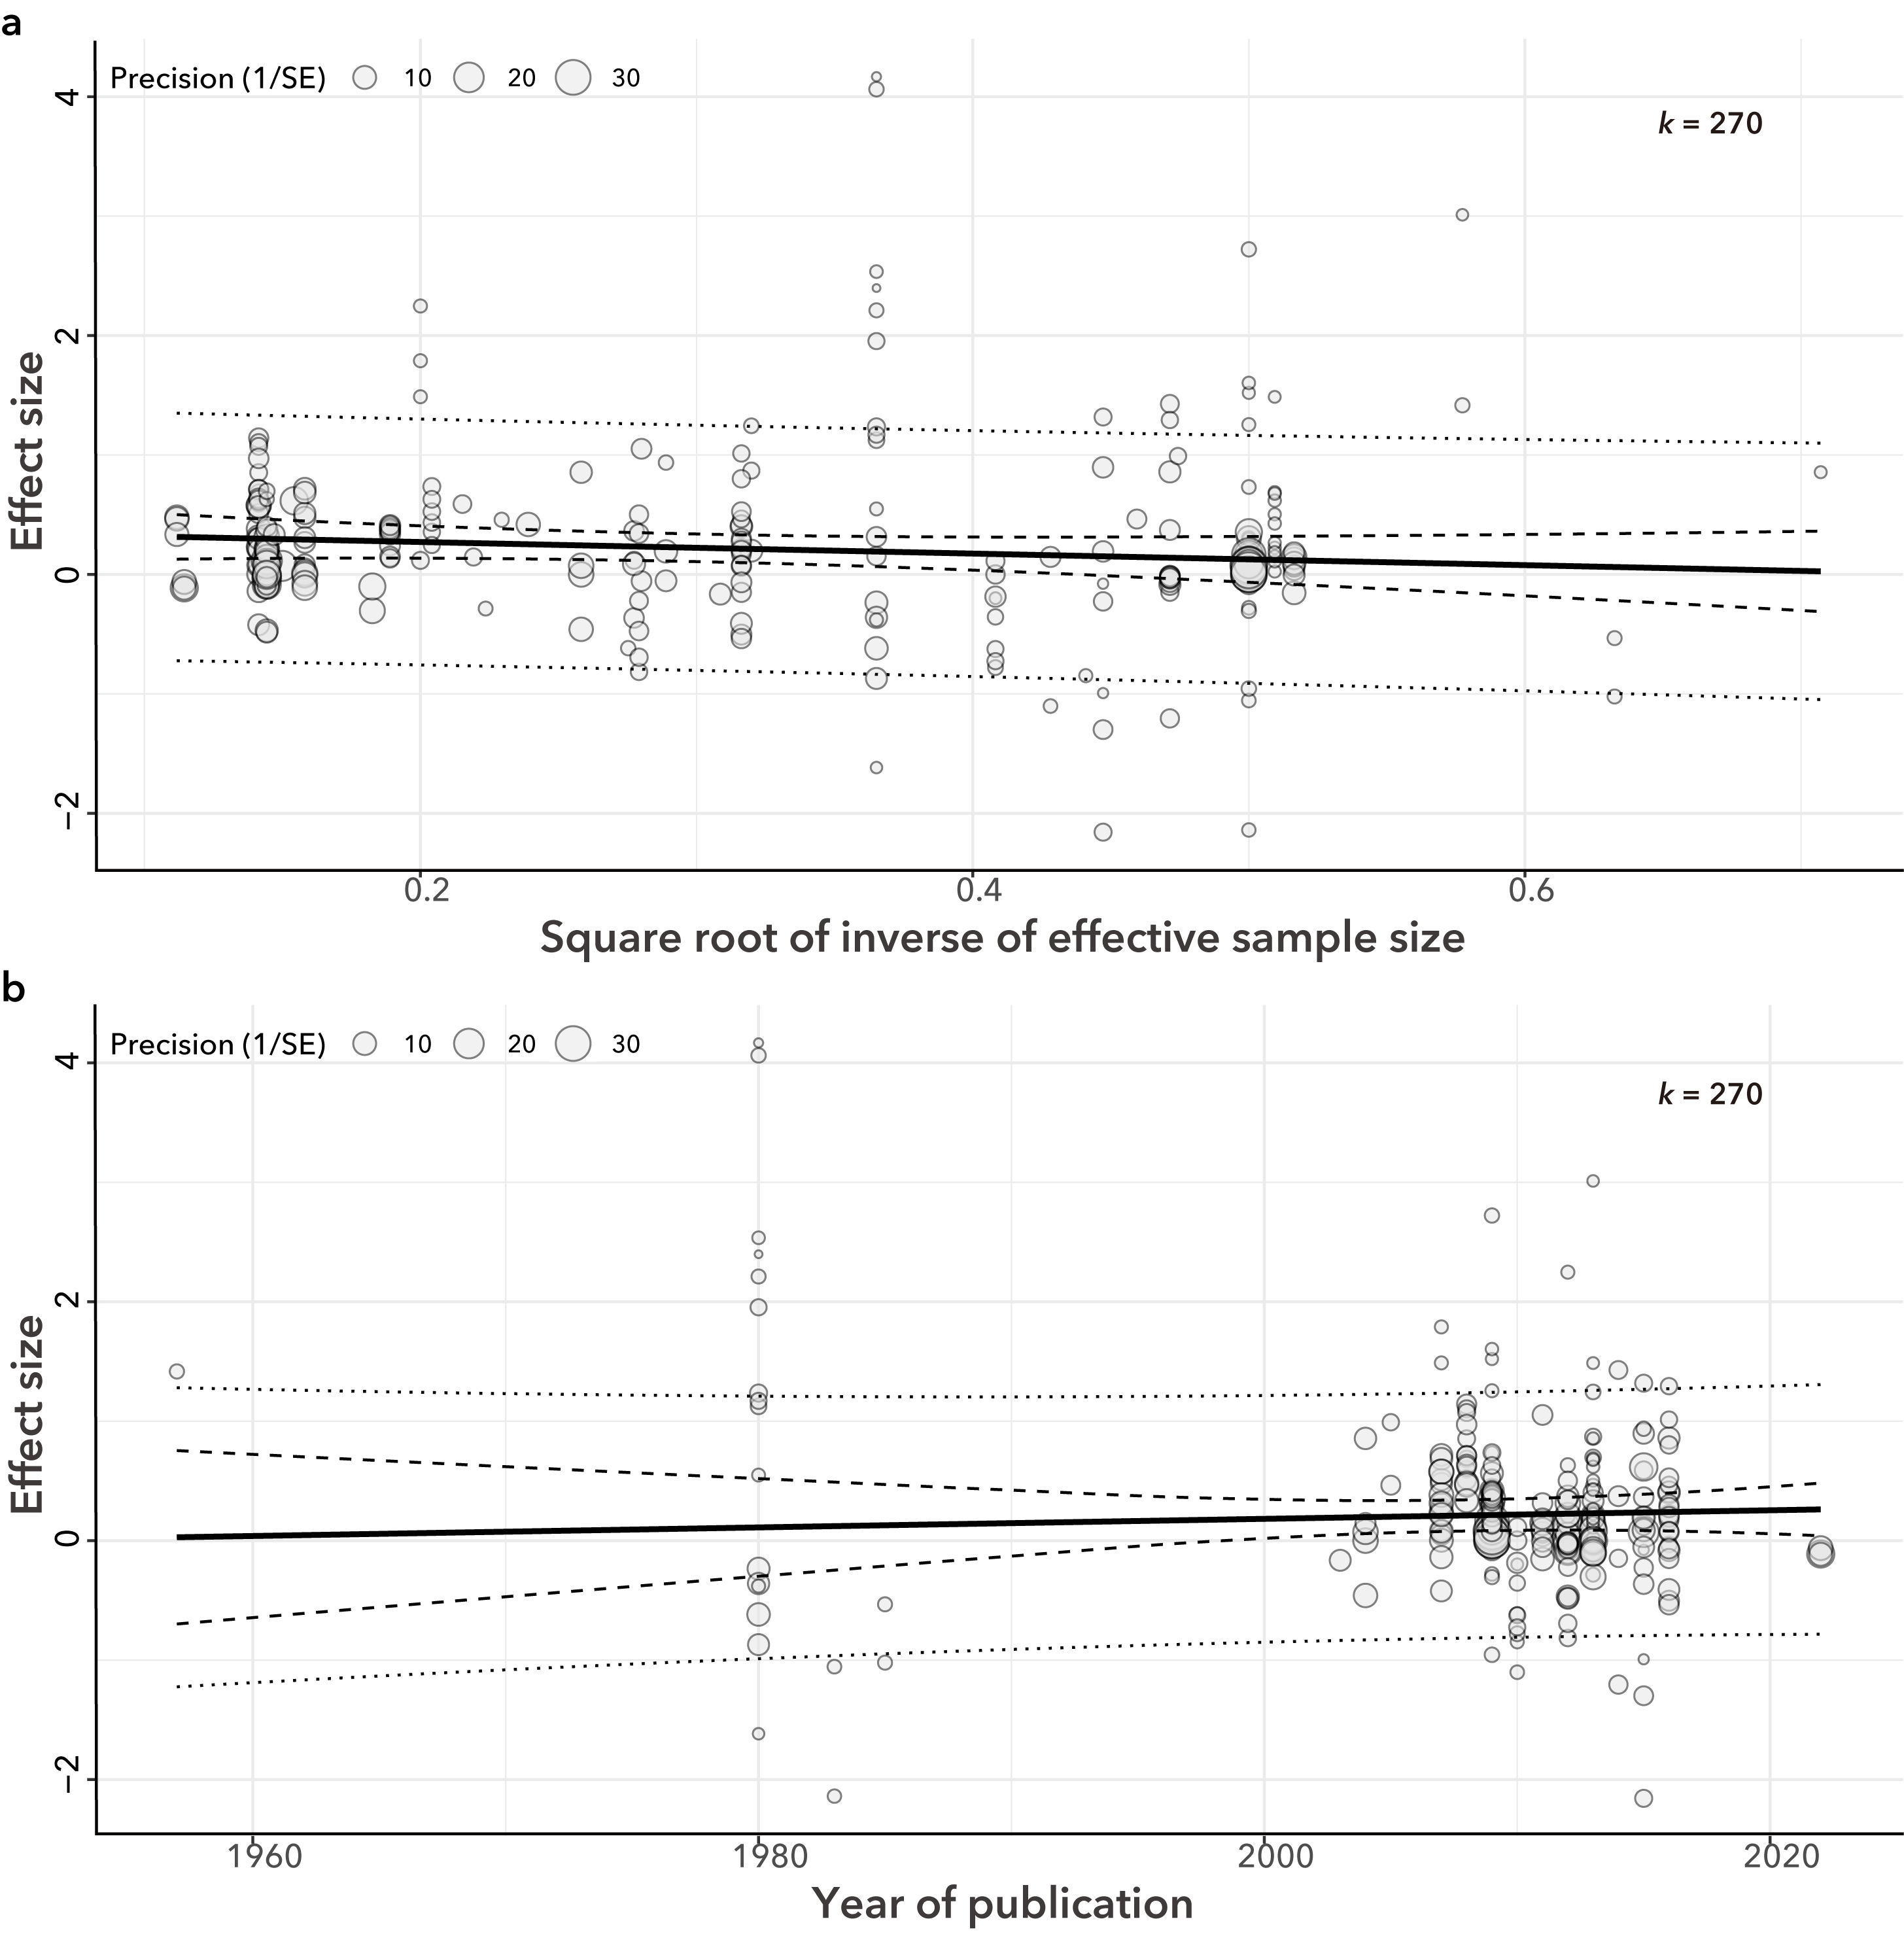 a
Precision (1/SE) 10 20 30
k = 270
4
2
0
−2
Effect size
0.2 0.4 0.6
Square root of inverse of effective sample size
b
Precision (1/SE) 10 20 30
k = 270
4
2
0
−2
Effect size
1960 1980 2000 2020
Year of publication